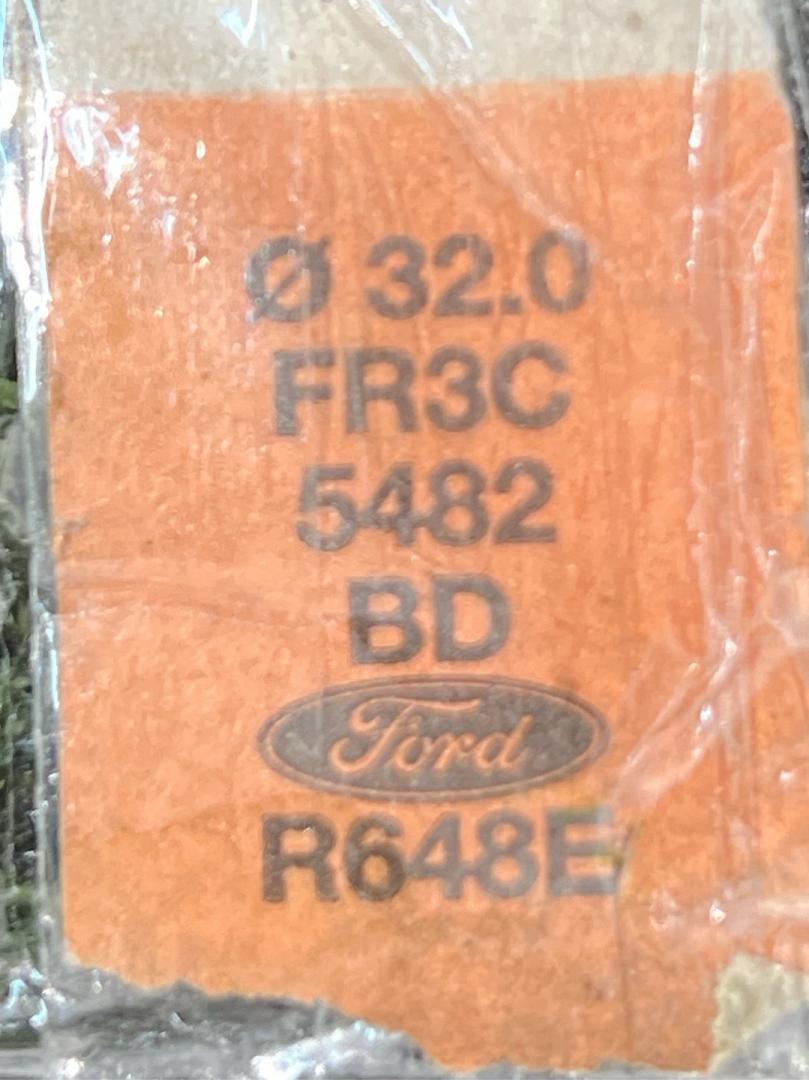 Ø 32.0
FR3C
5482
BD
Ford
R648E